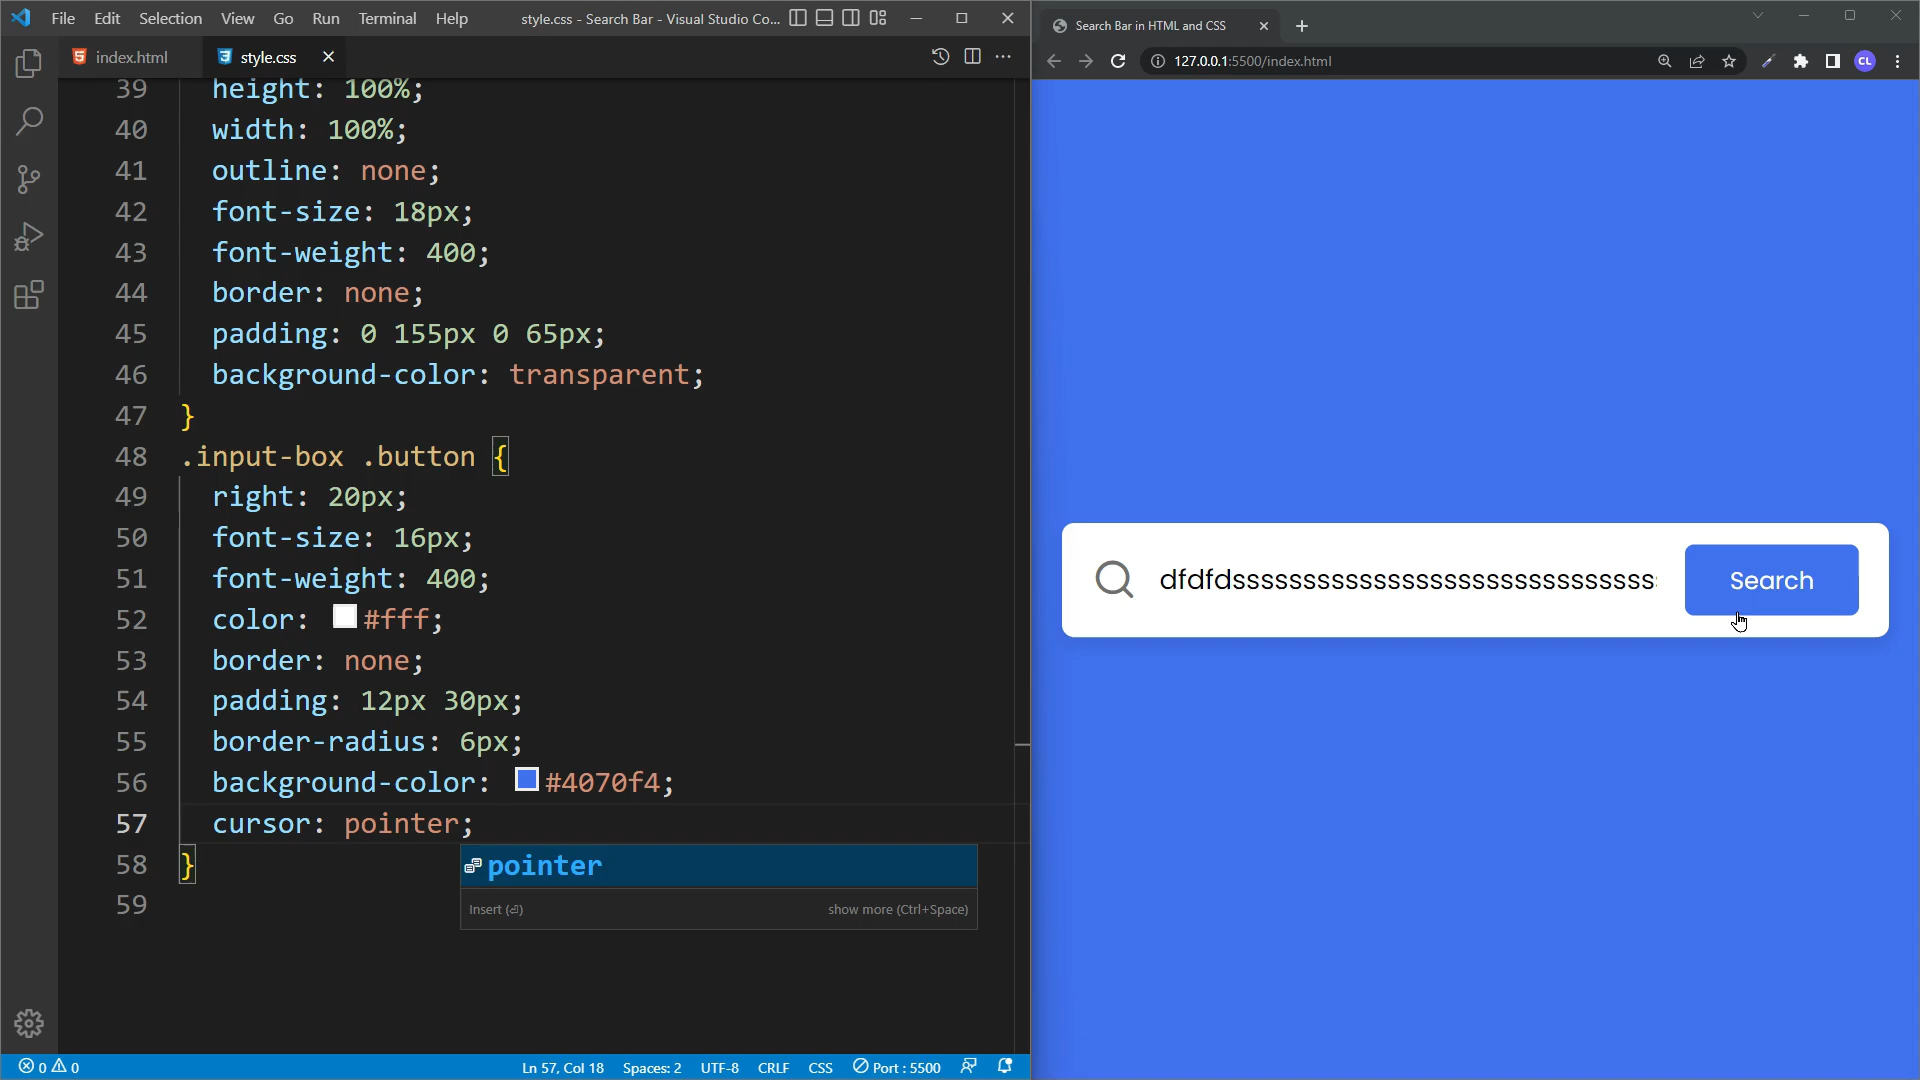 File Edit Selection View Go Run Terminal Help style.css - Search Bar - Visual Studio Co...
index.html style.css
39 height: 100%;
40 width: 100%;
41 outline: none;
42 font-size: 18px;
43 font-weight: 400;
44 border: none;
45 padding: 0 155px 0 65px;
46 background-color: transparent;
47 }
48 .input-box .button {
49 right: 20px;
50 font-size: 16px;
51 font-weight: 400;
52 color: #fff;
53 border: none;
54 padding: 12px 30px;
55 border-radius: 6px;
56 background-color: #4070f4;
57 cursor: pointer;
58 }
59
pointer
Insert (⏎) show more (Ctrl+Space)
0 0 Ln 57, Col 18 Spaces: 2 UTF-8 CRLF CSS Port : 5500
Search Bar in HTML and CSS
127.0.0.1:5500/index.html CL
dfdfdssssssssssssssssssssssssssssss Search